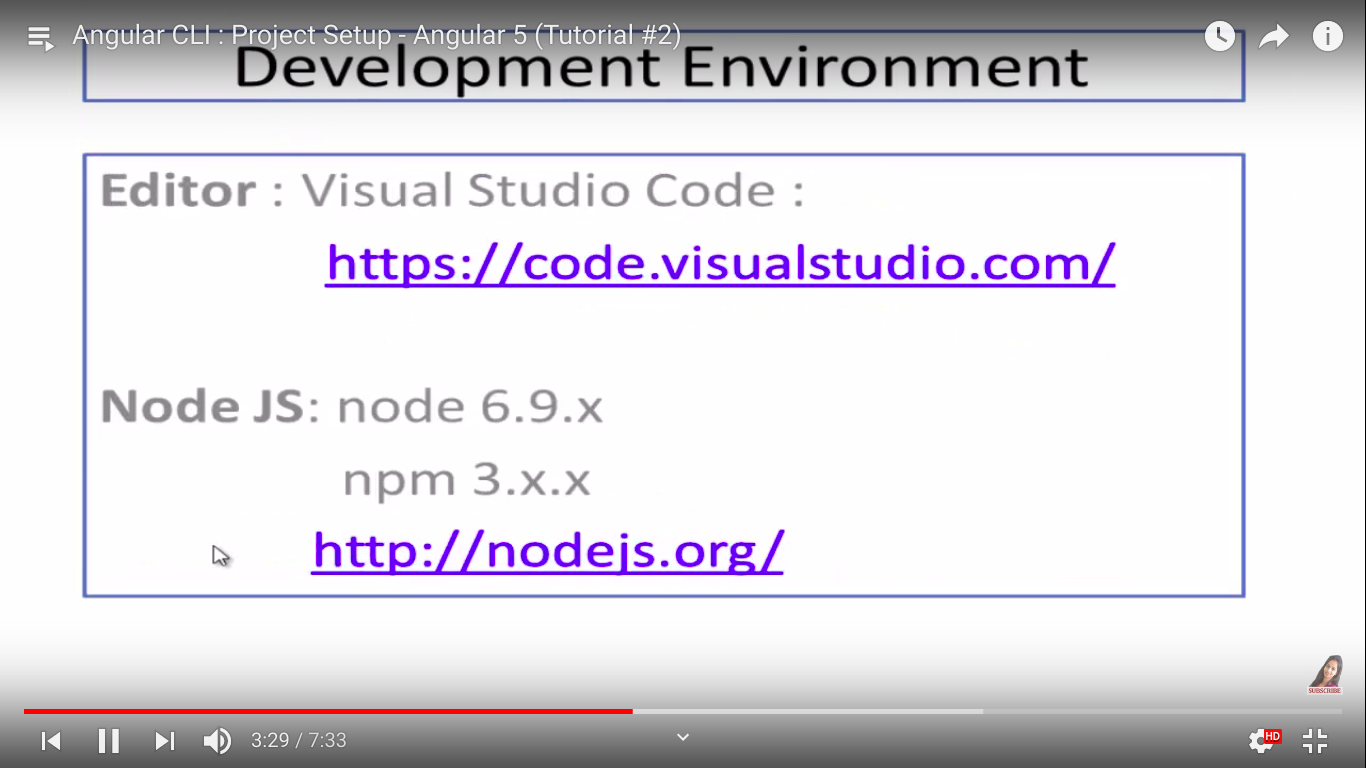 Angular CLI : Project Setup - Angular 5 (Tutorial #2)
Development Environment
Editor : Visual Studio Code :
https://code.visualstudio.com/
Node JS: node 6.9.x
npm 3.x.x
http://nodejs.org/
SUBSCRIBE
3:29 / 7:33
HD